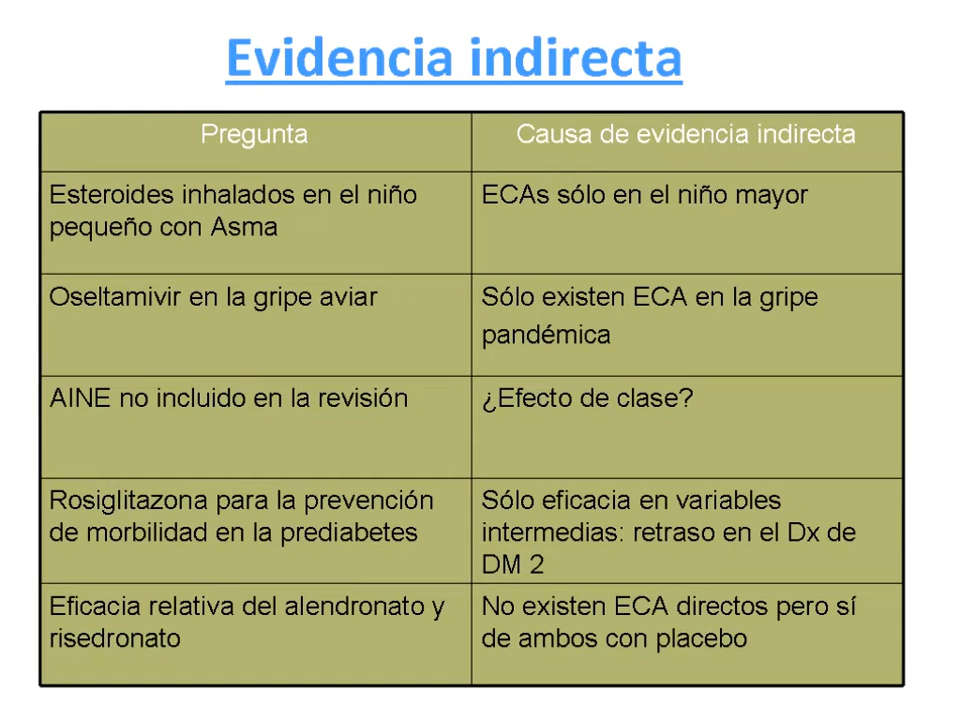 Evidencia indirecta
Pregunta
Causa de evidencia indirecta
Esteroides inhalados en el niño
pequeño con Asma
ECAs sólo en el niño mayor
Oseltamivir en la gripe aviar
Sólo existen ECA en la gripe
pandémica
AINE no incluido en la revisión
¿Efecto de clase?
Rosiglitazona para la prevención
de morbilidad en la prediabetes
Sólo eficacia en variables
intermedias: retraso en el Dx de
DM 2
Eficacia relativa del alendronato y
risedronato
No existen ECA directos pero sí
de ambos con placebo